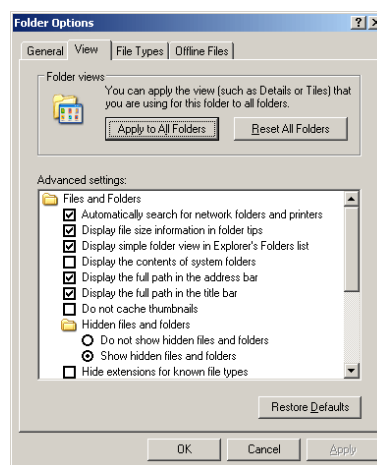 Folder Options
General View File Types Offline Files
Folder views
You can apply the view (such as Details or Tiles) that
you are using for this folder to all folders.
Apply to All Folders Reset All Folders
Advanced settings:
Files and Folders
Automatically search for network folders and printers
Display file size information in folder tips
Display simple folder view in Explorer's Folders list
Display the contents of system folders
Display the full path in the address bar
Display the full path in the title bar
Do not cache thumbnails
Hidden files and folders
Do not show hidden files and folders
Show hidden files and folders
Hide extensions for known file types
Restore Defaults
OK Cancel Apply